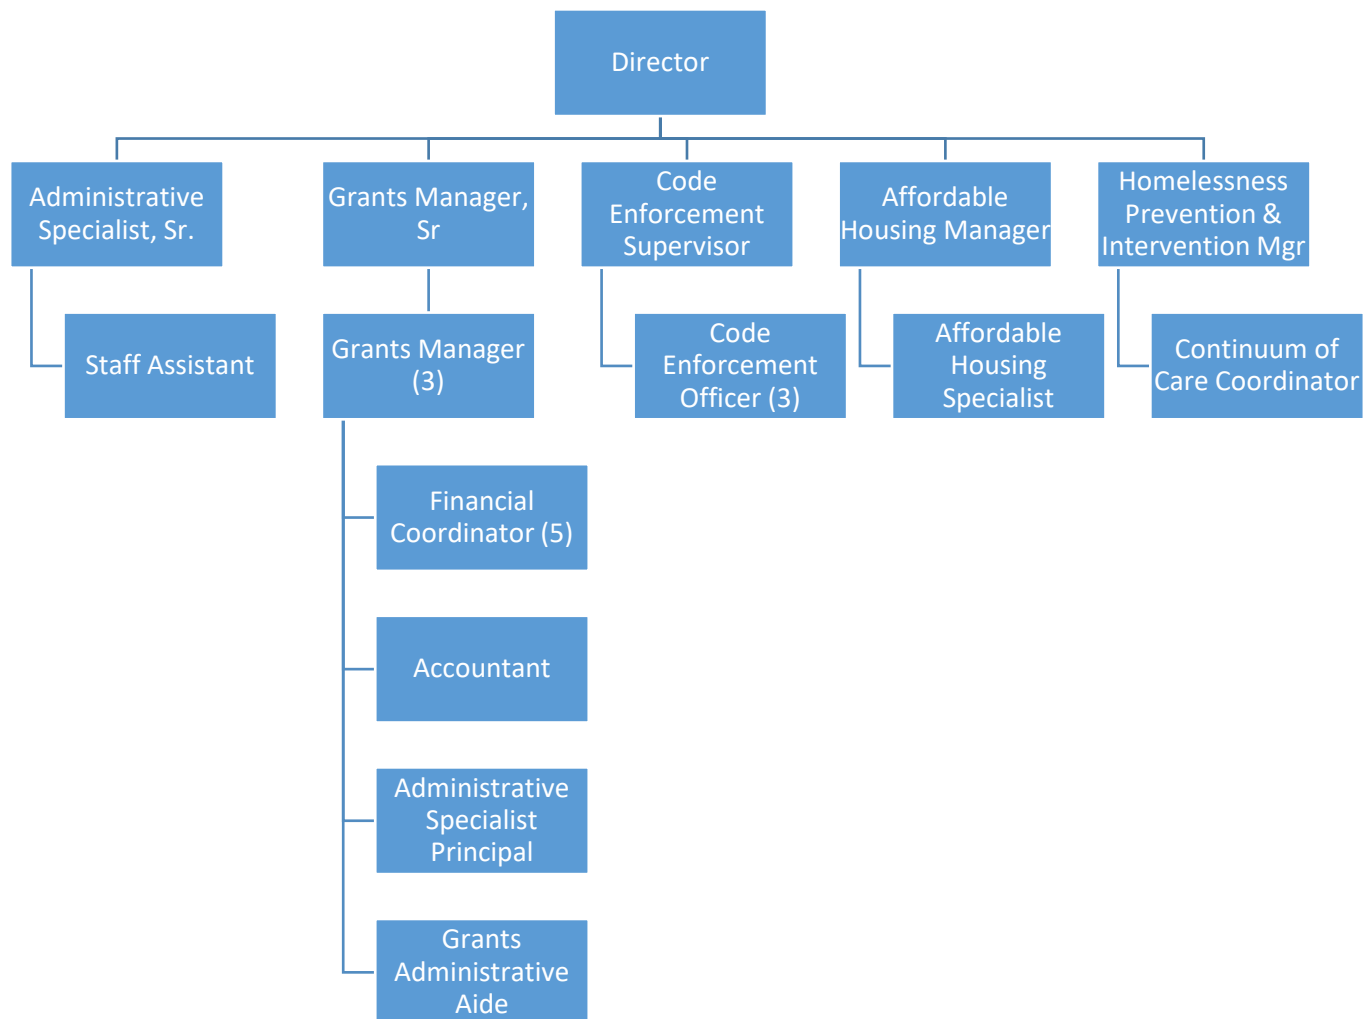 Director
Administrative
Specialist, Sr.
Grants Manager,
Sr
Code
Enforcement
Supervisor
Affordable
Housing Manager
Homelessness
Prevention &
Intervention Mgr
Staff Assistant
Grants Manager
(3)
Code
Enforcement
Officer (3)
Affordable
Housing
Specialist
Continuum of
Care Coordinator
Financial
Coordinator (5)
Accountant
Administrative
Specialist
Principal
Grants
Administrative
Aide